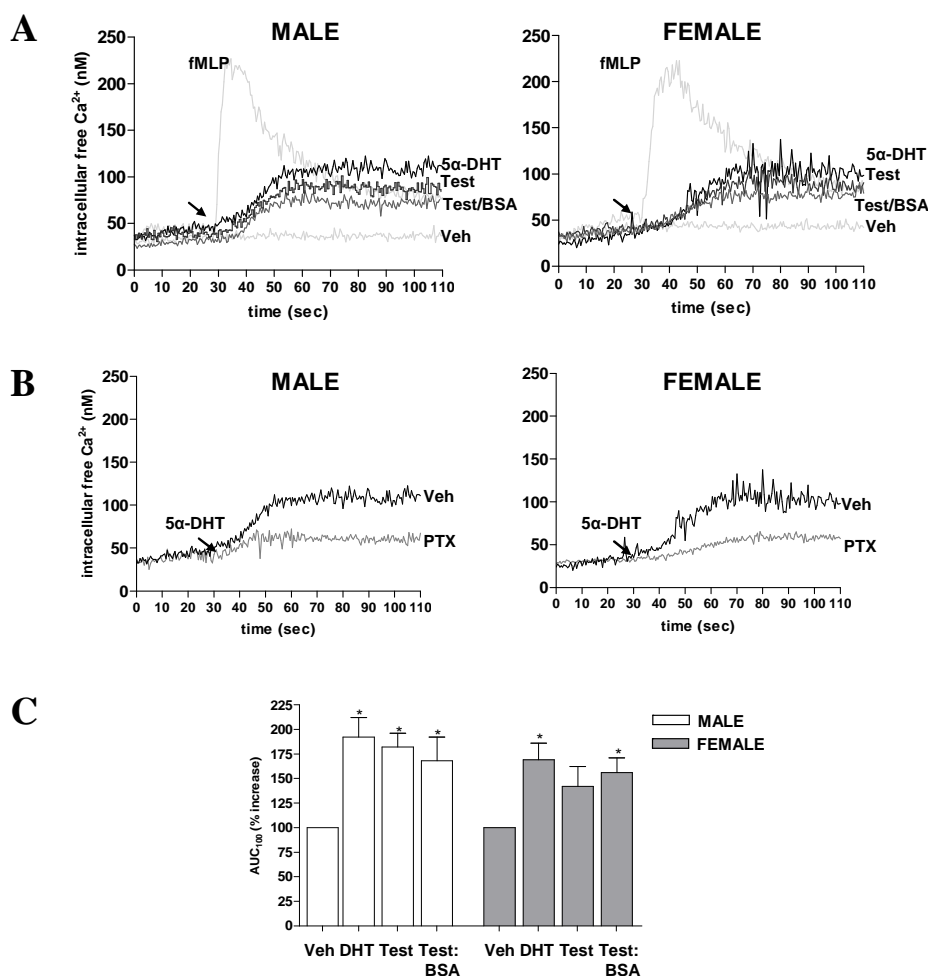 A
MALE
FEMALE
intracellular free Ca²⁺ (nM)
250
200
150
100
50
0
fMLP
5α-DHT
Test
Test/BSA
Veh
0 10 20 30 40 50 60 70 80 90 100 110
time (sec)
250
200
150
100
50
0
fMLP
5α-DHT
Test
Test/BSA
Veh
0 10 20 30 40 50 60 70 80 90 100 110
time (sec)
B
MALE
FEMALE
intracellular free Ca²⁺ (nM)
250
200
150
100
50
0
5α-DHT
Veh
PTX
0 10 20 30 40 50 60 70 80 90 100 110
time (sec)
250
200
150
100
50
0
5α-DHT
Veh
PTX
0 10 20 30 40 50 60 70 80 90 100 110
time (sec)
C
AUC₁₀₀ (% increase)
225
200
175
150
125
100
75
50
25
0
* * * * *
MALE
FEMALE
Veh DHT Test Test: Veh DHT Test Test:
BSA BSA